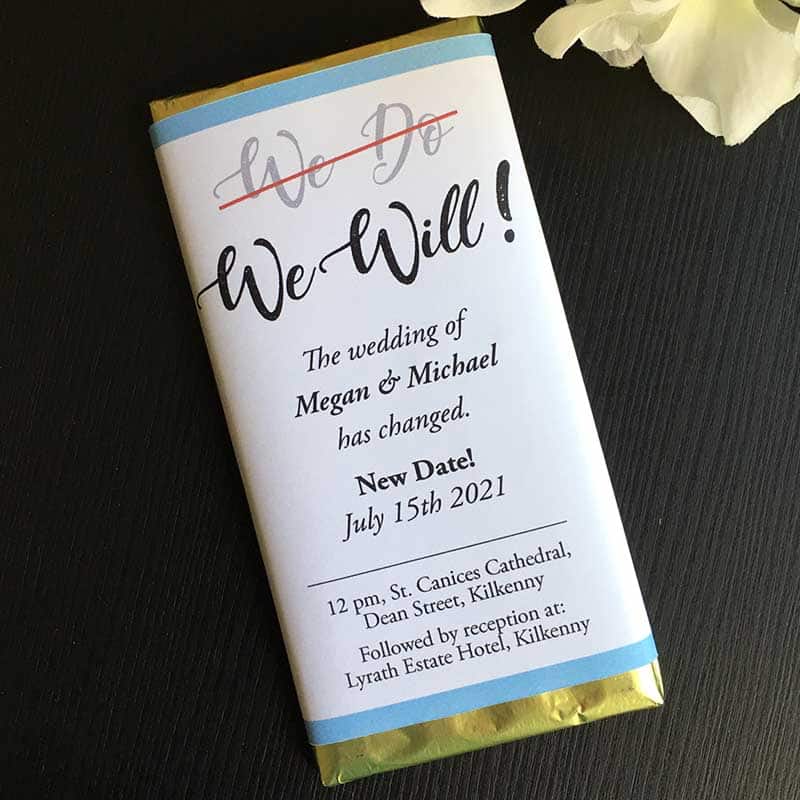 We Do
We Will!
The wedding of
Megan & Michael
has changed.
New Date!
July 15th 2021
12 pm, St. Canices Cathedral,
Dean Street, Kilkenny
Followed by reception at:
Lyrath Estate Hotel, Kilkenny